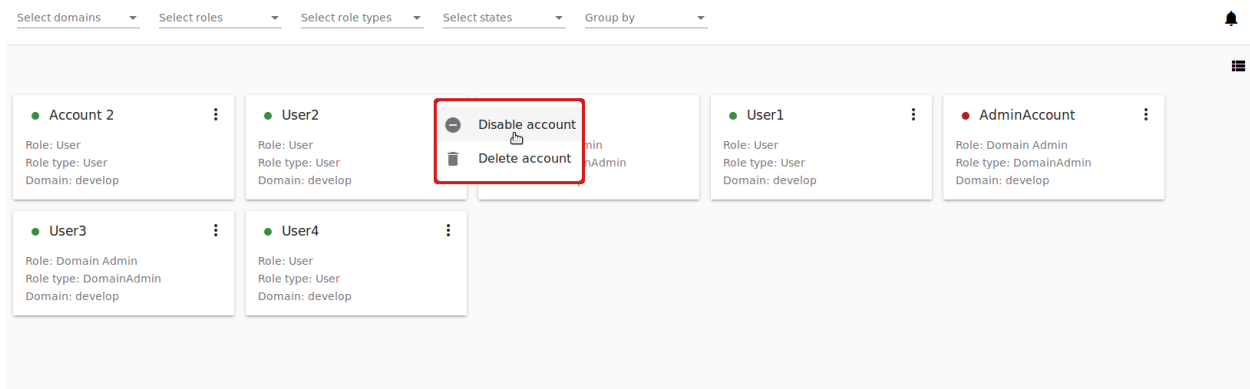 Select domains
Select roles
Select role types
Select states
Group by
Account 2
Role: User
Role type: User
Domain: develop
User2
Role: User
Role type: User
Domain: develop
Disable account
Delete account
User1
Role: User
Role type: User
Domain: develop
AdminAccount
Role: Domain Admin
Role type: DomainAdmin
Domain: develop
User3
Role: Domain Admin
Role type: DomainAdmin
Domain: develop
User4
Role: User
Role type: User
Domain: develop